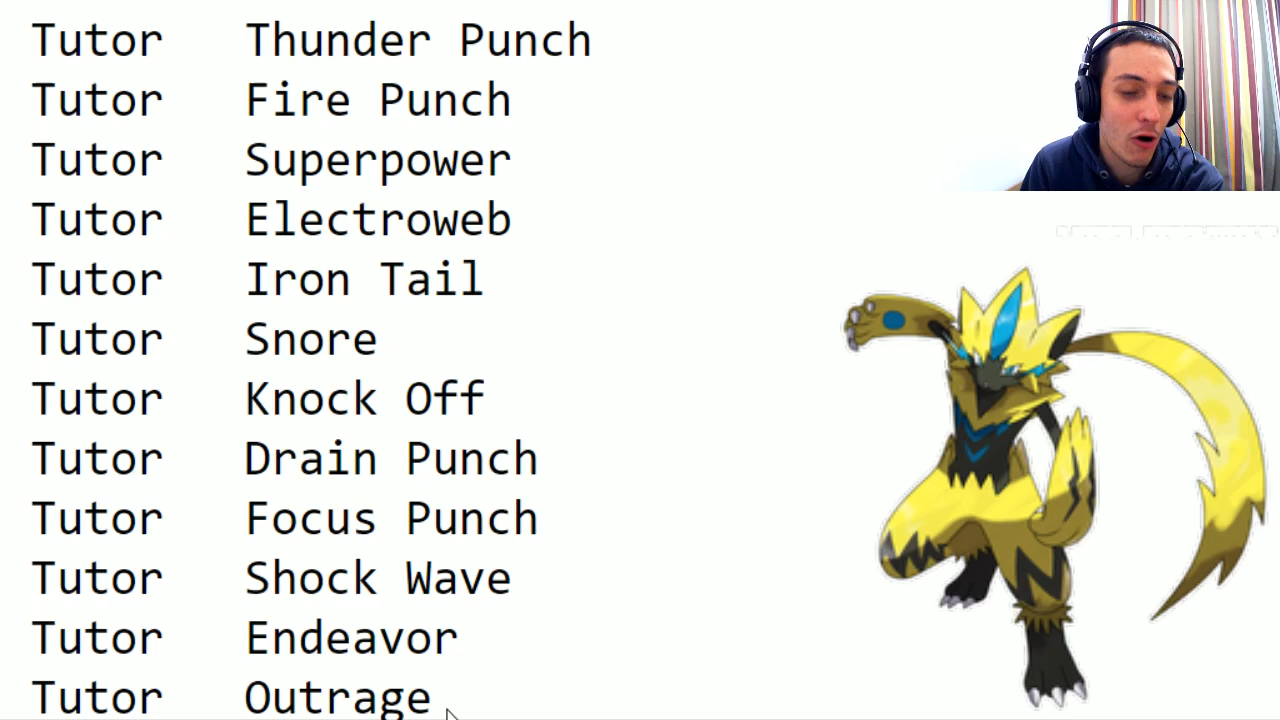 Tutor Thunder Punch
Tutor Fire Punch
Tutor Superpower
Tutor Electroweb
Tutor Iron Tail
Tutor Snore
Tutor Knock Off
Tutor Drain Punch
Tutor Focus Punch
Tutor Shock Wave
Tutor Endeavor
Tutor Outrage